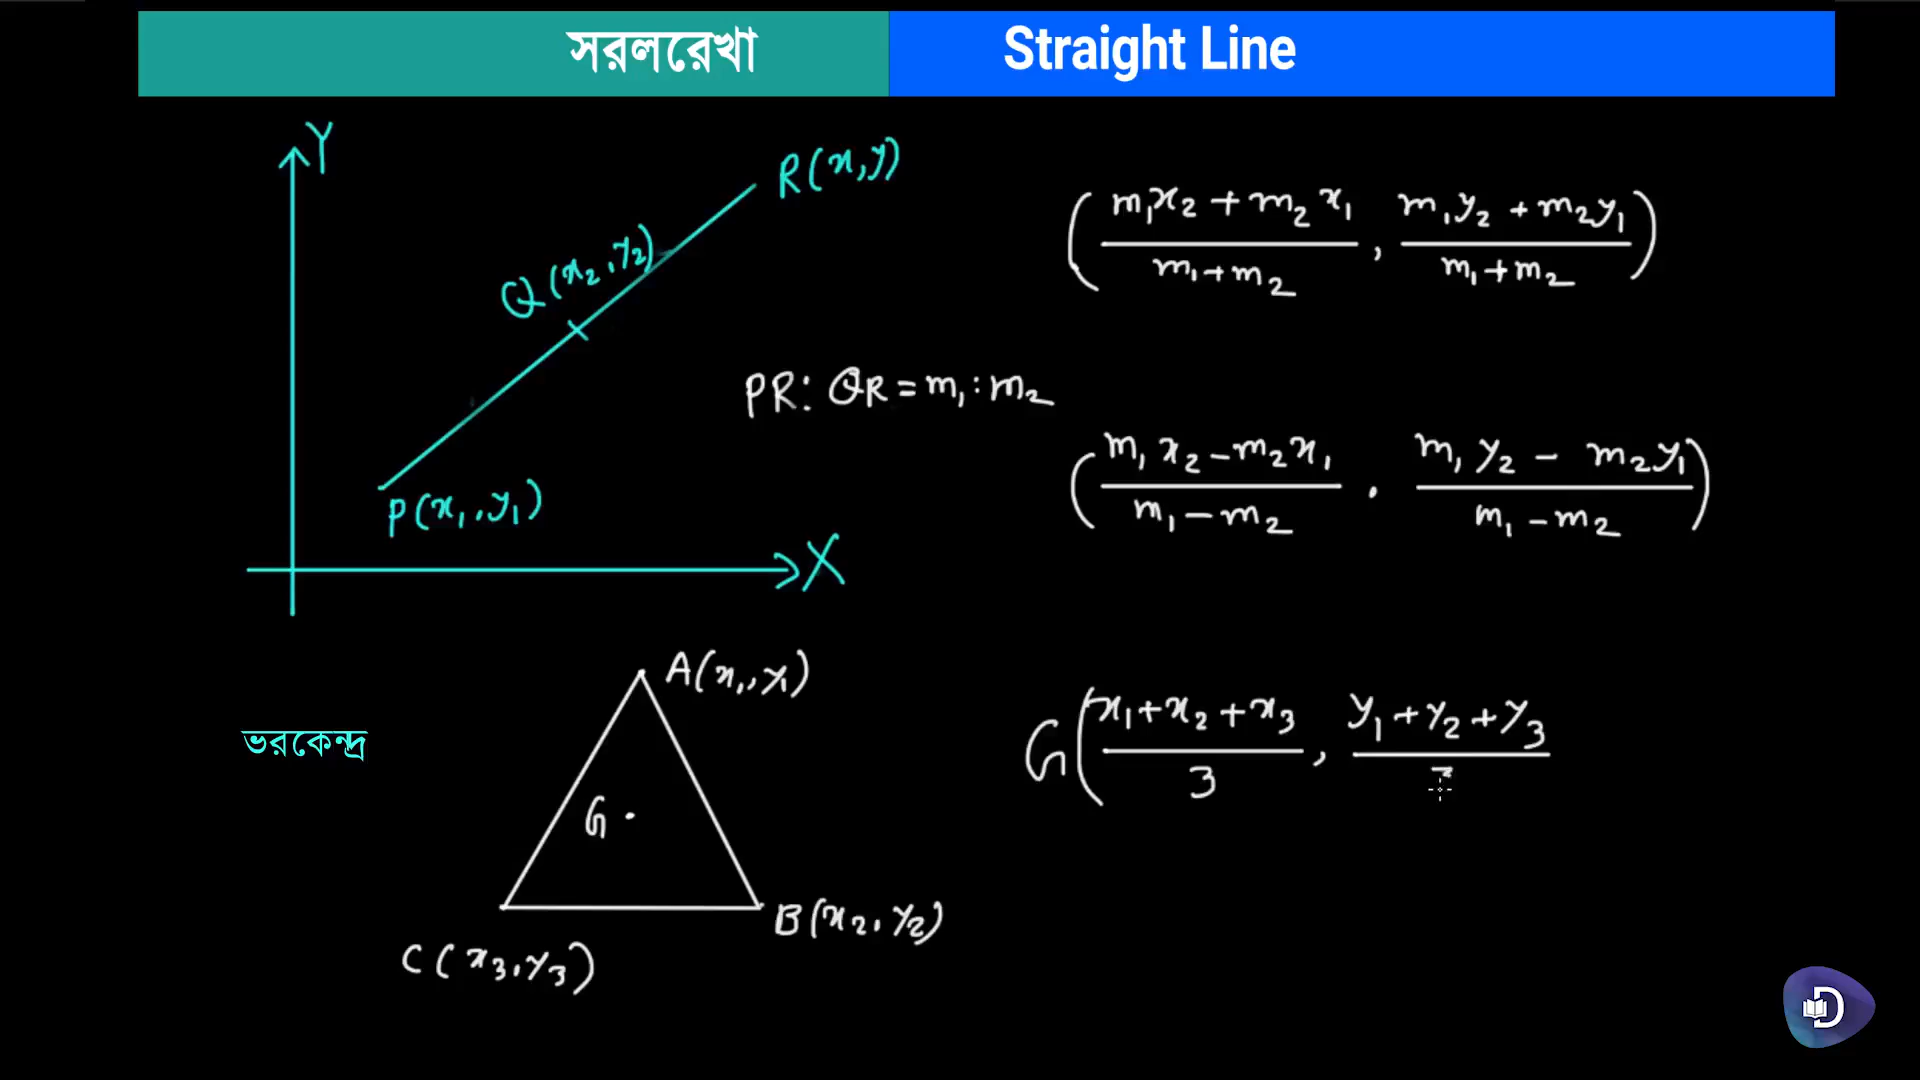 সরলরেখা Straight Line
Y
R(x,y)
Q(x₂,y₂)
(m₁x₂+m₂x₁/m₁+m₂, m₁y₂+m₂y₁/m₁+m₂)
PR:QR=m₁:m₂
(m₁x₂-m₂x₁/m₁-m₂. m₁y₂-m₂y₁/m₁-m₂)
P(x₁,y₁)
X
A(x₁,y₁)
ভরকেন্দ্র
G(x₁+x₂+x₃/3, y₁+y₂+y₃/
G.
B(x₂,y₂)
C(x₃,y₃)
D